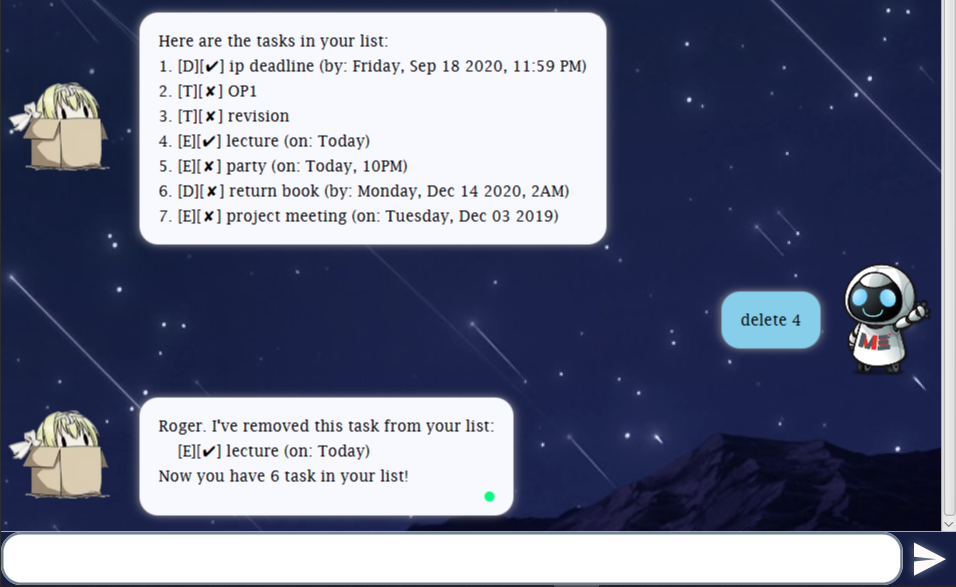 Here are the tasks in your list:
1. [D][✔] ip deadline (by: Friday, Sep 18 2020, 11:59 PM)
2. [T][✘] OP1
3. [T][✘] revision
4. [E][✔] lecture (on: Today)
5. [E][✘] party (on: Today, 10PM)
6. [D][✘] return book (by: Monday, Dec 14 2020, 2AM)
7. [E][✘] project meeting (on: Tuesday, Dec 03 2019)
delete 4
ME
Roger. I've removed this task from your list:
[E][✔] lecture (on: Today)
Now you have 6 task in your list!